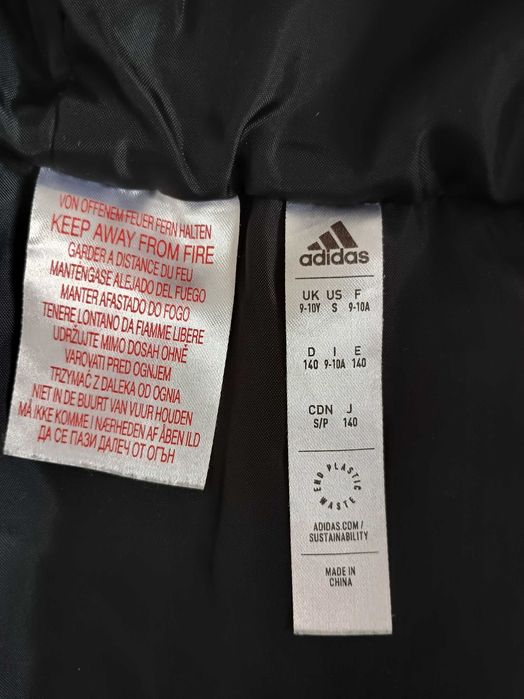 VON OFFENEM FEUER FERN HALTEN
KEEP AWAY FROM FIRE
GARDER A DISTANCE DU FEU
MANTENGASE ALEJADO DEL FUEGO
MANTER AFASTADO DO FOGO
TENERE LONTANO DA FIAMME LIBERE
UDRŽUJTE MIMO DOSAH OHNĚ
VAROVATI PRED OGNJEM
TRZYMAĆ Z DALEKA OD OGNIA
NIET IN DE BUURT VAN VUUR HOUDEN
MÅ IKKE KOMME I NÆRHEDEN AF ÅBEN ILD
ДА СЕ ПАЗИ ДАЛЕЧ ОТ ОГЪН
adidas
UK US F
9-10Y S 9-10A
D I E
140 9-10A 140
CDN J
S/P 140
END PLASTIC WASTE
ADIDAS.COM/
SUSTAINABILITY
MADE IN
CHINA